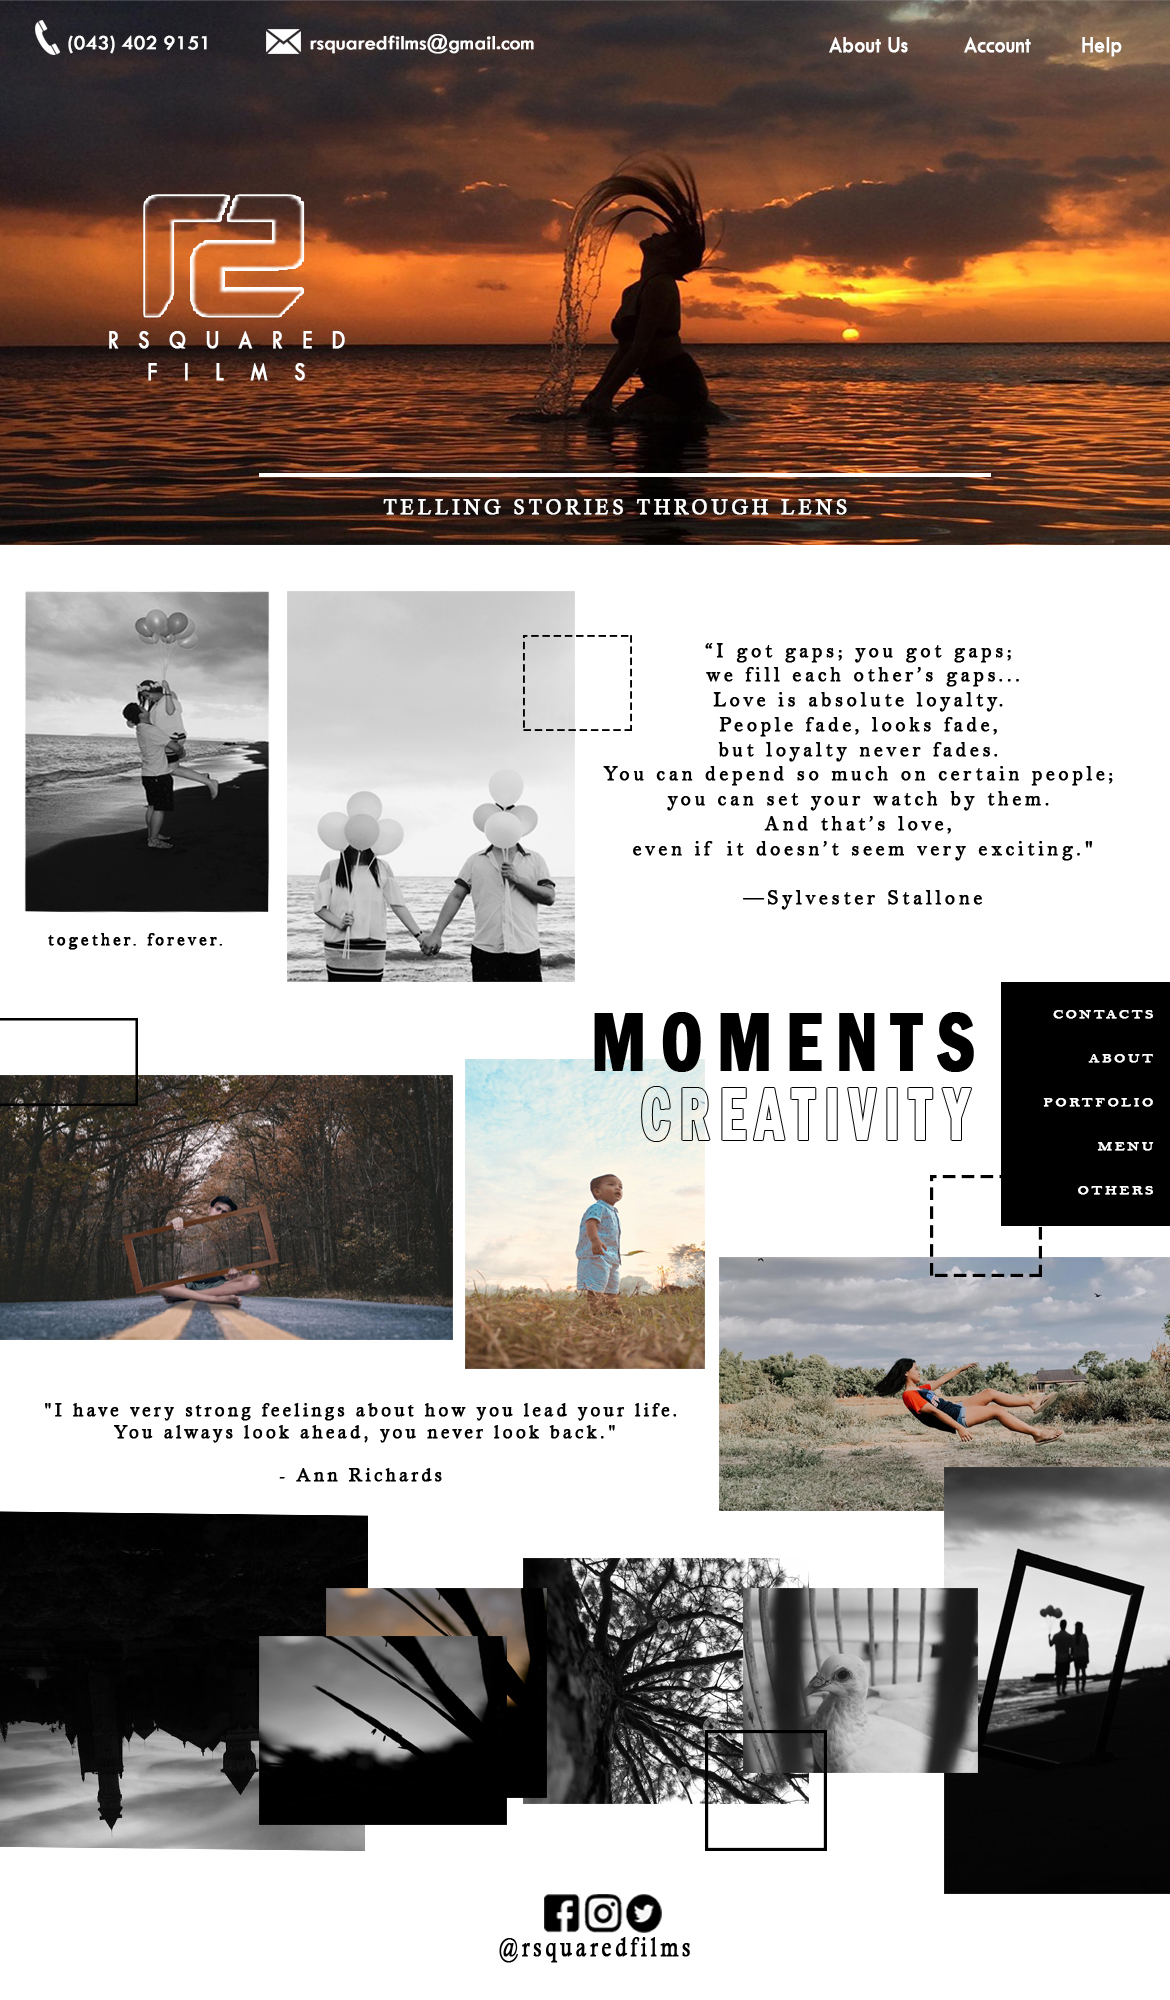 (043) 402 9151
rsquaredfilms@gmail.com
About Us
Account
Help
RSQUARED
FILMS
TELLING STORIES THROUGH LENS
“I got gaps; you got gaps;
we fill each other’s gaps...
Love is absolute loyalty.
People fade, looks fade,
but loyalty never fades.
You can depend so much on certain people;
you can set your watch by them.
And that’s love,
even if it doesn’t seem very exciting."
—Sylvester Stallone
together. forever.
MOMENTS
CREATIVITY
CONTACTS
ABOUT
PORTFOLIO
MENU
OTHERS
"I have very strong feelings about how you lead your life.
You always look ahead, you never look back."
- Ann Richards
@rsquaredfilms